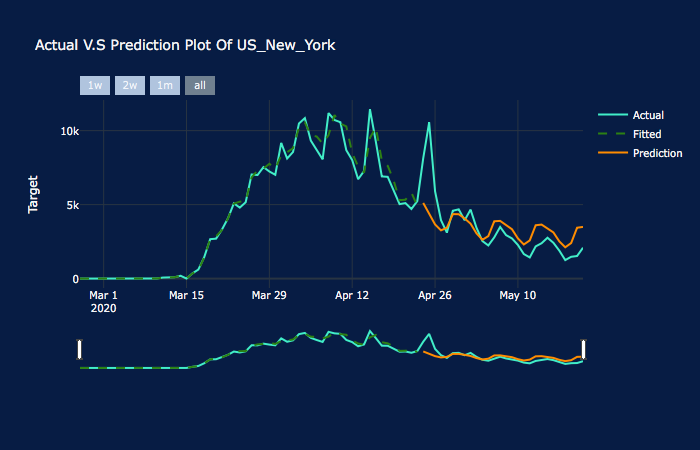 Actual V.S Prediction Plot Of US_New_York
1w
2w
1m
all
Actual
Fitted
Prediction
10k
5k
0
Target
Mar 1
2020
Mar 15
Mar 29
Apr 12
Apr 26
May 10